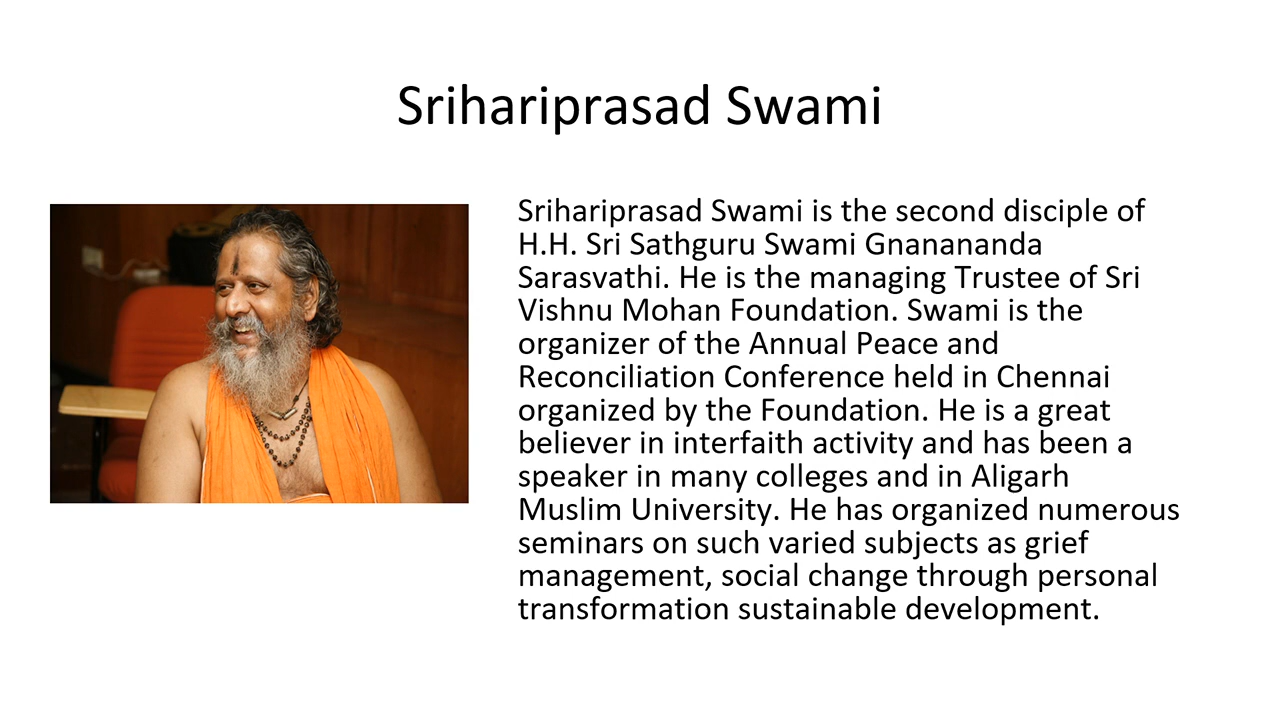 Srihariprasad Swami
Srihariprasad Swami is the second disciple of
H.H. Sri Sathguru Swami Gnanananda
Sarasvathi. He is the managing Trustee of Sri
Vishnu Mohan Foundation. Swami is the
organizer of the Annual Peace and
Reconciliation Conference held in Chennai
organized by the Foundation. He is a great
believer in interfaith activity and has been a
speaker in many colleges and in Aligarh
Muslim University. He has organized numerous
seminars on such varied subjects as grief
management, social change through personal
transformation sustainable development.